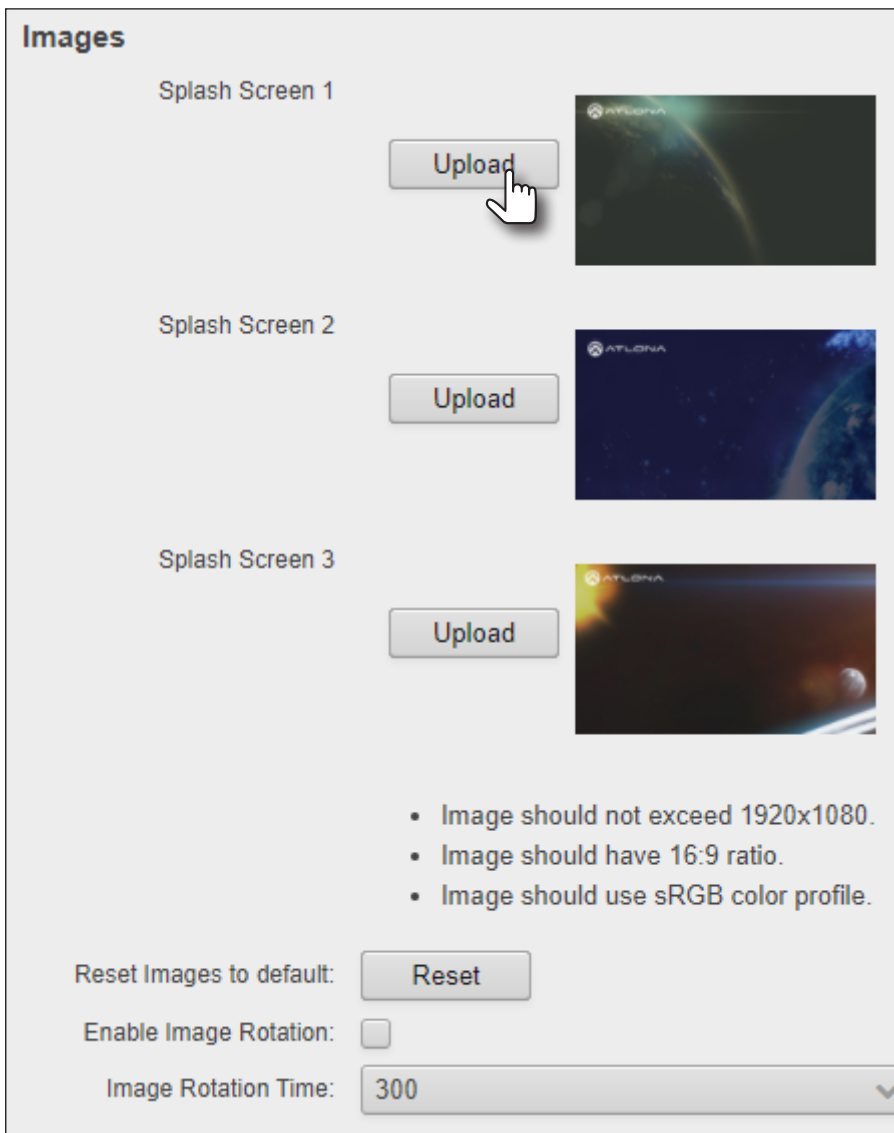 Images
Splash Screen 1
ATLONA
Upload
Splash Screen 2
ATLONA
Upload
Splash Screen 3
ATLONA
Upload
• Image should not exceed 1920x1080.
• Image should have 16:9 ratio.
• Image should use sRGB color profile.
Reset Images to default: Reset
Enable Image Rotation:
Image Rotation Time: 300